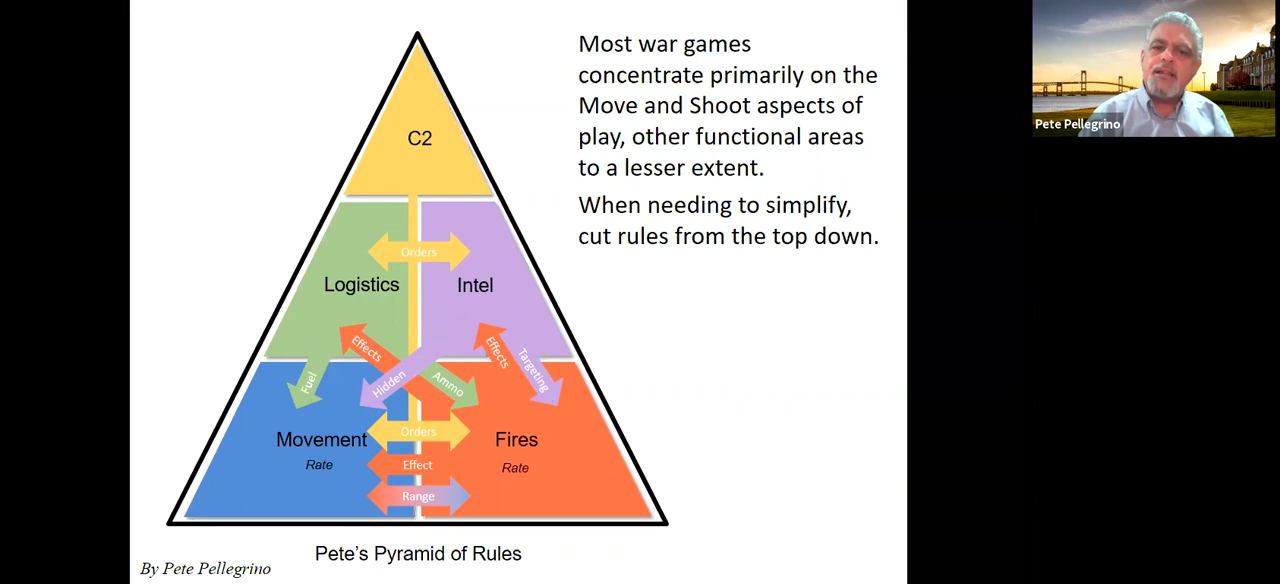 C2
Most war games
concentrate primarily on the
Move and Shoot aspects of
play, other functional areas
to a lesser extent.
When needing to simplify,
cut rules from the top down.
Pete Pellegrino
Orders
Logistics
Intel
Effects
Effects
Targeting
Fuel
Hidden
Ammo
Orders
Movement
Fires
Rate
Effect
Rate
Range
Pete's Pyramid of Rules
By Pete Pellegrino